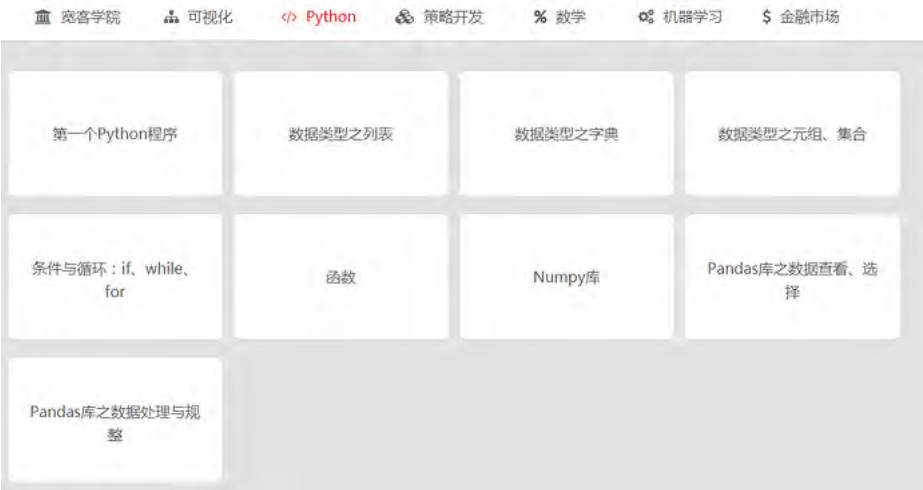 宽客学院 可视化 </> Python 策略开发 % 数学 机器学习 $ 金融市场
第一个Python程序 数据类型之列表 数据类型之字典 数据类型之元组、集合
条件与循环：if、while、
for
函数
Numpy库
Pandas库之数据查看、选
择
Pandas库之数据处理与规
整